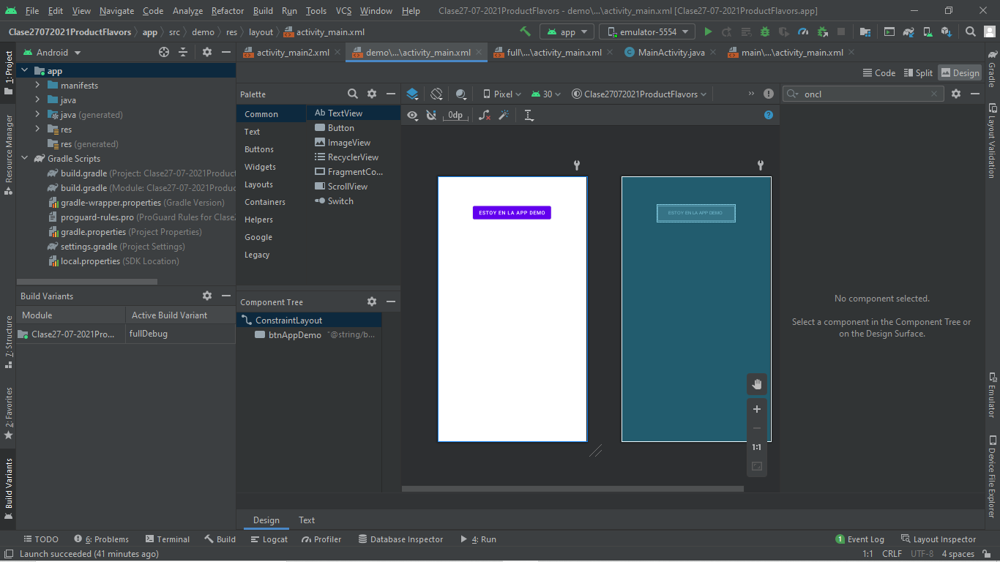 File Edit View Navigate Code Analyze Refactor Build Run Tools VCS Window Help Clase27-07-2021ProductFlavors - demo\...\activity_main.xml [Clase27-07-2021ProductFlavors.app]
Clase27072021ProductFlavors app src demo res layout activity_main.xml app emulator-5554
1: Project
Resource Manager
7: Structure
2: Favorites
Build Variants
Android
activity_main2.xml demo\...\activity_main.xml full\...\activity_main.xml MainActivity.java main\...\activity_main.xml
Code Split Design
app
manifests
java
java (generated)
res
res (generated)
Gradle Scripts
build.gradle (Project: Clase27-07-2021Product
build.gradle (Module: Clase27-07-2021Produc
gradle-wrapper.properties (Gradle Version)
proguard-rules.pro (ProGuard Rules for Clase
gradle.properties (Project Properties)
settings.gradle (Project Settings)
local.properties (SDK Location)
Build Variants
Module Active Build Variant
Clase27-07-2021Pro... fullDebug
Palette
Common
Text
Buttons
Widgets
Layouts
Containers
Helpers
Google
Legacy
Ab TextView
Button
ImageView
RecyclerView
FragmentCo...
ScrollView
Switch
Component Tree
ConstraintLayout
btnAppDemo "@string/b...
Pixel 30 Clase27072021ProductFlavors
0dp
ESTOY EN LA APP DEMO
ESTOY EN LA APP DEMO
1:1
oncl
No component selected.
Select a component in the Component Tree or
on the Design Surface.
Gradle
Layout Validation
Emulator
Device File Explorer
Design Text
TODO 6: Problems Terminal Build Logcat Profiler Database Inspector 4: Run 1 Event Log Layout Inspector
Launch succeeded (41 minutes ago) 1:1 CRLF UTF-8 4 spaces